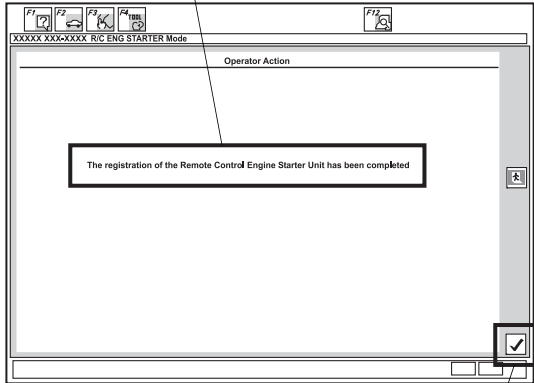 F1 F2 F3 F4 TOOL F12
XXXXX XXX-XXXX R/C ENG STARTER Mode
Operator Action
The registration of the Remote Control Engine Starter Unit has been completed